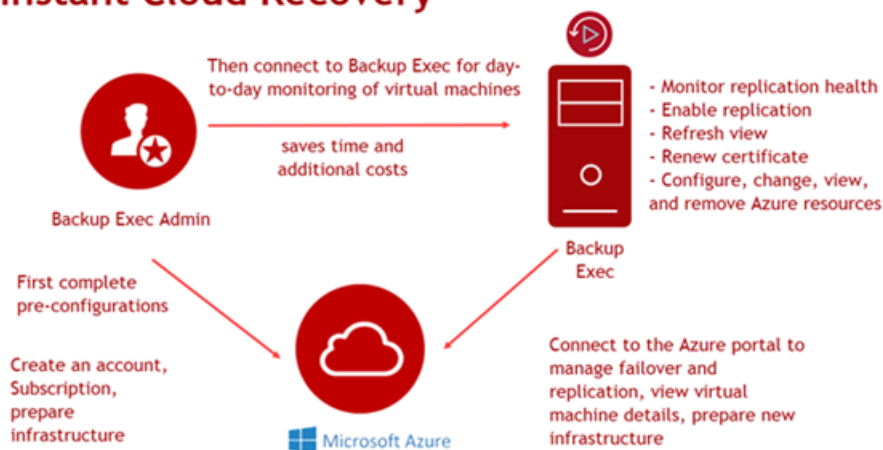 Instant Cloud Recovery
Then connect to Backup Exec for day-
to-day monitoring of virtual machines
saves time and
additional costs
- Monitor replication health
- Enable replication
- Refresh view
- Renew certificate
- Configure, change, view,
and remove Azure resources
Backup Exec Admin
Backup
Exec
First complete
pre-configurations
Create an account,
Subscription,
prepare
infrastructure
Microsoft Azure
Connect to the Azure portal to
manage failover and
replication, view virtual
machine details, prepare new
infrastructure